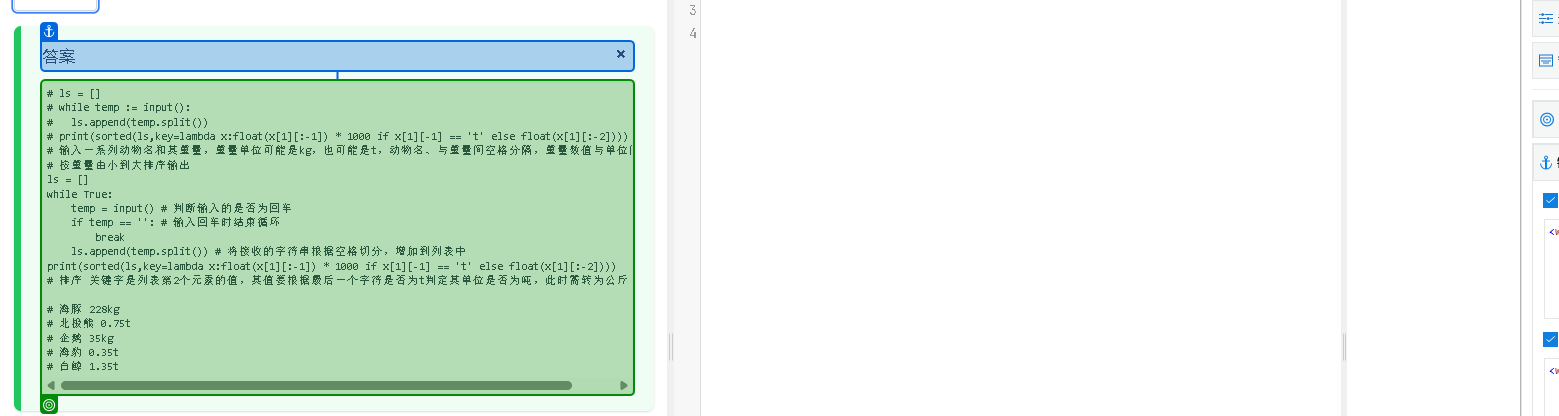 答案
×
# ls = []
# while temp := input():
#   ls.append(temp.split())
# print(sorted(ls,key=lambda x:float(x[1][:-1]) * 1000 if x[1][-1] == 't' else float(x[1][:-2])))
# 输入一系列动物名和其重量，重量单位可能是kg，也可能是t，动物名、与重量间空格分隔，重量数值与单位
# 按重量由小到大排序输出
ls = []
while True:
    temp = input() # 判断输入的是否为回车
    if temp == '': # 输入回车时结束循环
        break
    ls.append(temp.split()) # 将接收的字符串根据空格切分，增加到列表中
print(sorted(ls,key=lambda x:float(x[1][:-1]) * 1000 if x[1][-1] == 't' else float(x[1][:-2])))
# 排序 关键字是列表第2个元素的值，其值要根据最后一个字符是否为t判定其单位是否为吨，此时需转为公斤
# 海豚 228kg
# 北极熊 0.75t
# 企鹅 35kg
# 海豹 0.35t
# 白鲸 1.35t
3
4